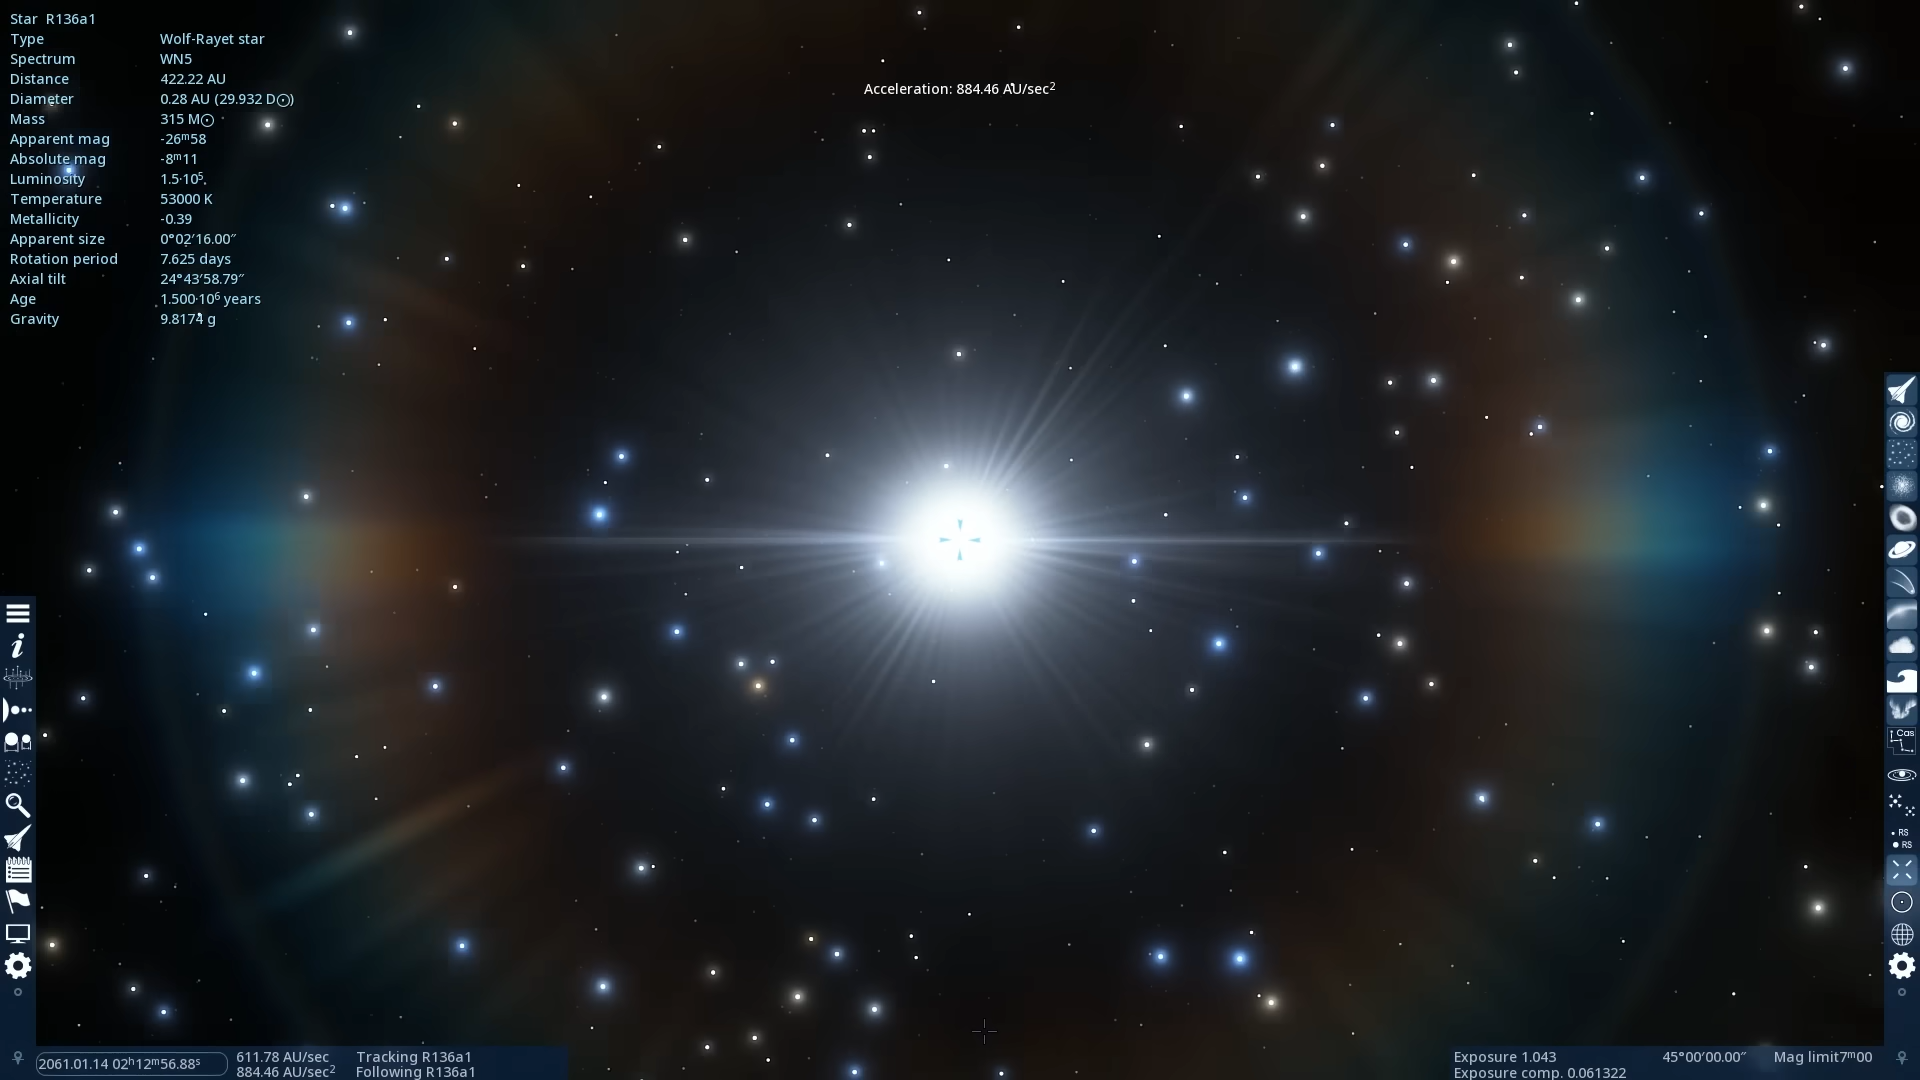 Star R136a1
Type Wolf-Rayet star
Spectrum WN5
Distance 422.22 AU
Diameter 0.28 AU (29.932 D☉)
Mass 315 M☉
Apparent mag -26ᵐ58
Absolute mag -8ᵐ11
Luminosity 1.5·10⁵
Temperature 53000 K
Metallicity -0.39
Apparent size 0°02′16.00″
Rotation period 7.625 days
Axial tilt 24°43′58.79″
Age 1.500·10⁶ years
Gravity 9.8174 g
Acceleration: 884.46 AU/sec²
Cas
RS
RS
2061.01.14 02ʰ12ᵐ56.88ˢ
611.78 AU/sec Tracking R136a1
884.46 AU/sec² Following R136a1
Exposure 1.043 45°00′00.00″ Mag limit7ᵐ00
Exposure comp. 0.061322